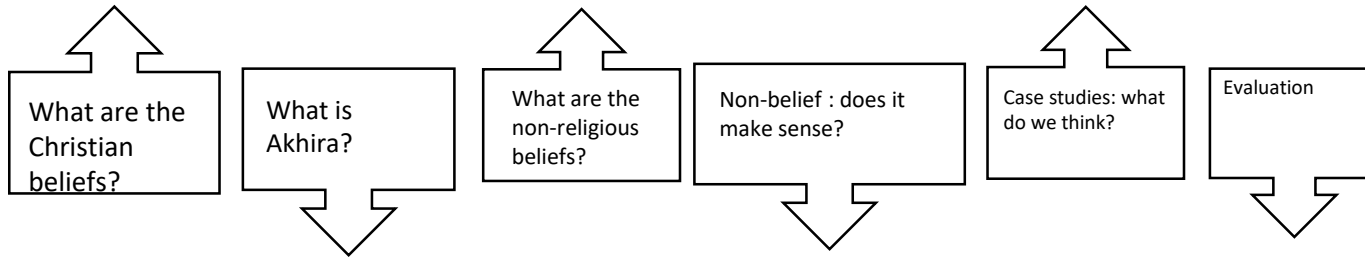 What are the
Christian
beliefs?
What is
Akhira?
What are the
non-religious
beliefs?
Non-belief : does it
make sense?
Case studies: what
do we think?
Evaluation